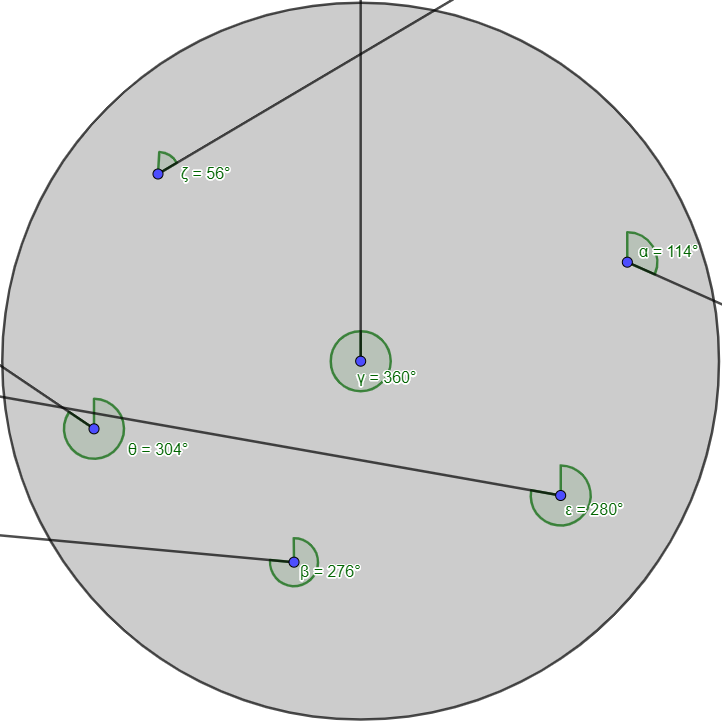 ζ = 56°
α = 114°
γ = 360°
θ = 304°
ε = 280°
β = 276°